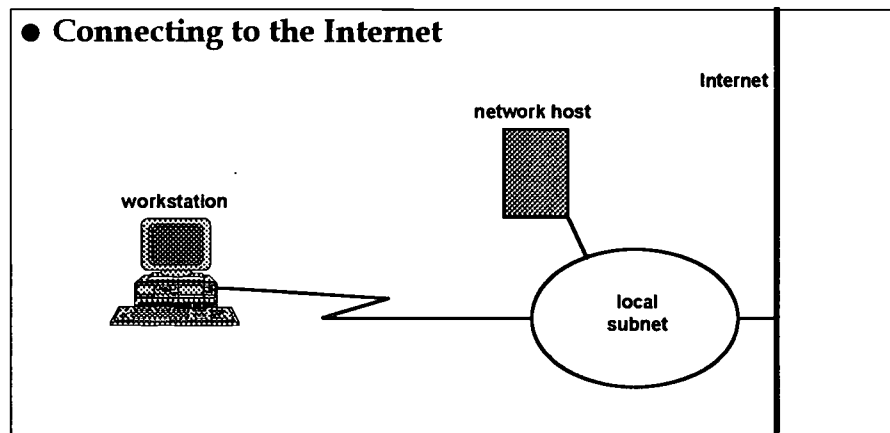 ● Connecting to the Internet
Internet
network host
workstation
local
subnet